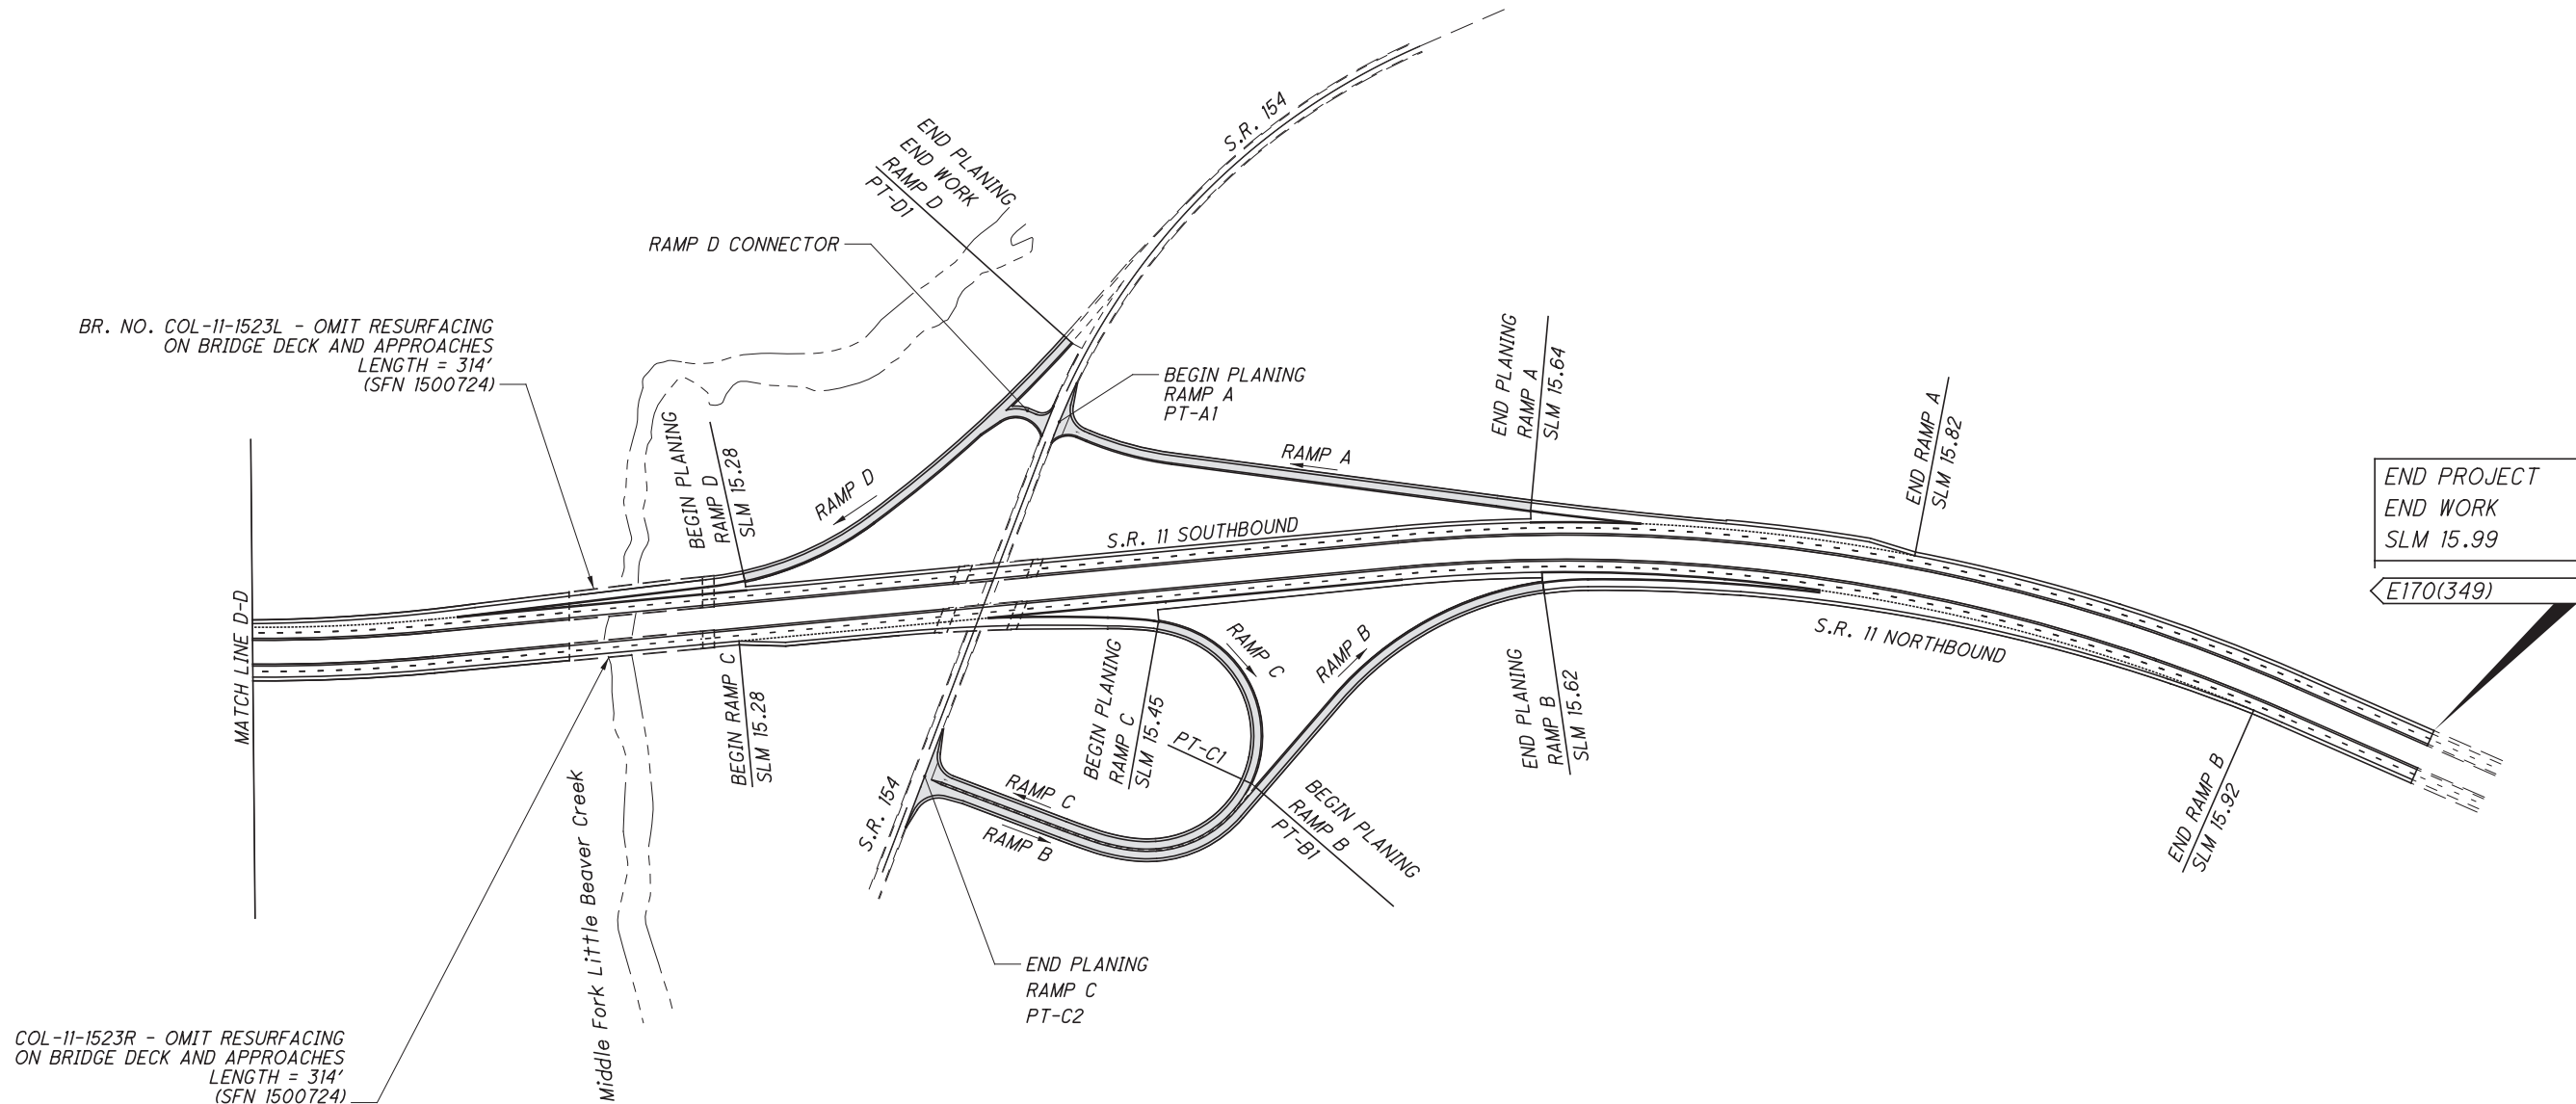 S.R. 154
END PLANING
END WORK
RAMP D
PT-D1
RAMP D CONNECTOR
BR. NO. COL-11-1523L - OMIT RESURFACING
ON BRIDGE DECK AND APPROACHES
LENGTH = 314'
(SFN 1500724)
BEGIN PLANING
RAMP A
PT-A1
END PLANING
RAMP A
SLM 15.64
END RAMP A
SLM 15.82
BEGIN PLANING
RAMP D
SLM 15.28
RAMP D
RAMP A
END PROJECT
END WORK
SLM 15.99
E170(349)
S.R. 11 SOUTHBOUND
MATCH LINE D-D
S.R. 11 NORTHBOUND
BEGIN RAMP C
SLM 15.28
BEGIN PLANING
RAMP C
SLM 15.45
RAMP C
RAMP B
END PLANING
RAMP B
SLM 15.62
PT-C1
BEGIN PLANING
RAMP B
PT-B1
END RAMP B
SLM 15.92
S.R. 154
RAMP C
RAMP B
Middle Fork Little Beaver Creek
END PLANING
RAMP C
PT-C2
COL-11-1523R - OMIT RESURFACING
ON BRIDGE DECK AND APPROACHES
LENGTH = 314'
(SFN 1500724)